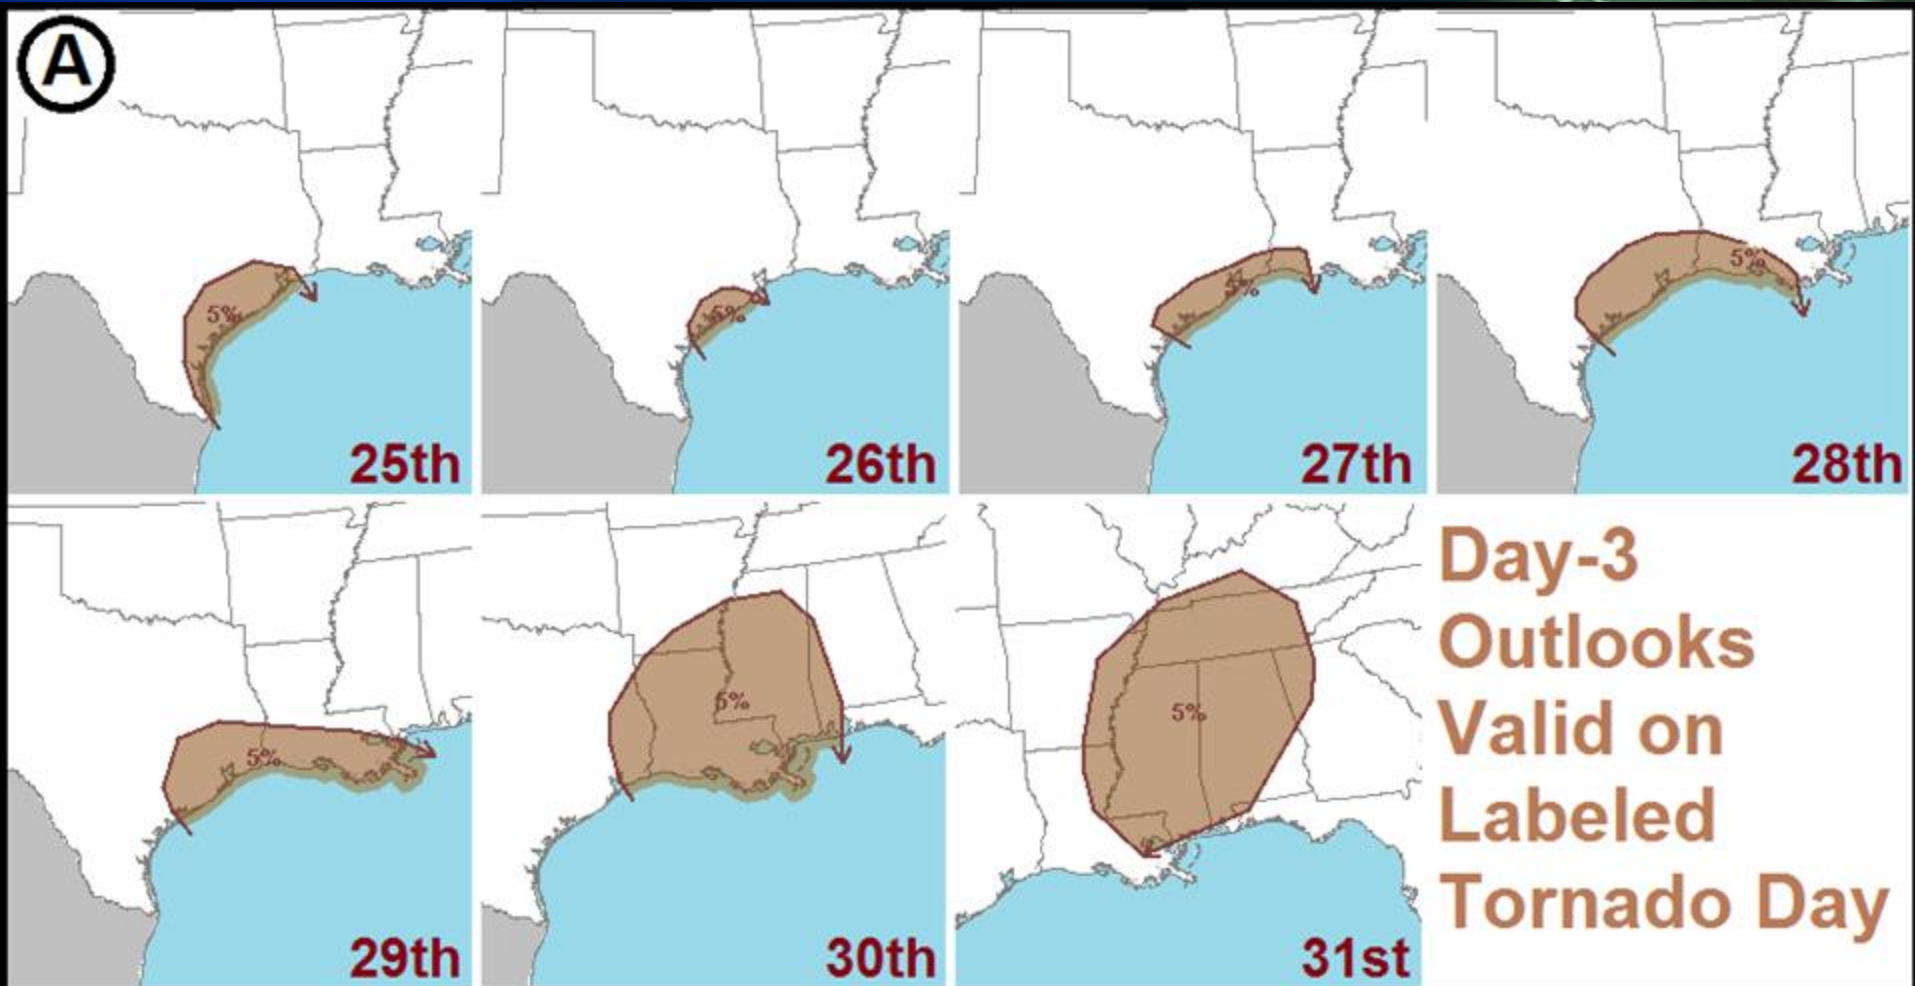 A
5%
25th
5%
26th
5%
27th
5%
28th
5%
29th
5%
30th
5%
31st
Day-3
Outlooks
Valid on
Labeled
Tornado Day